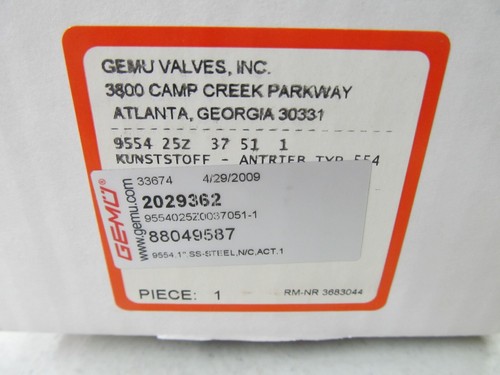 GEMU VALVES, INC.
3800 CAMP CREEK PARKWAY
ATLANTA, GEORGIA 30331
9554 25Z 37 51 1
KUNSTSTOFF - ANTRIEB TYP 554
GEMÜ®
www.gemu.com
33674 4/29/2009
2029362
9554025Z0037051-1
88049587
9554,1",SS-STEEL,N/C,ACT.1
PIECE: 1 RM-NR 3683044